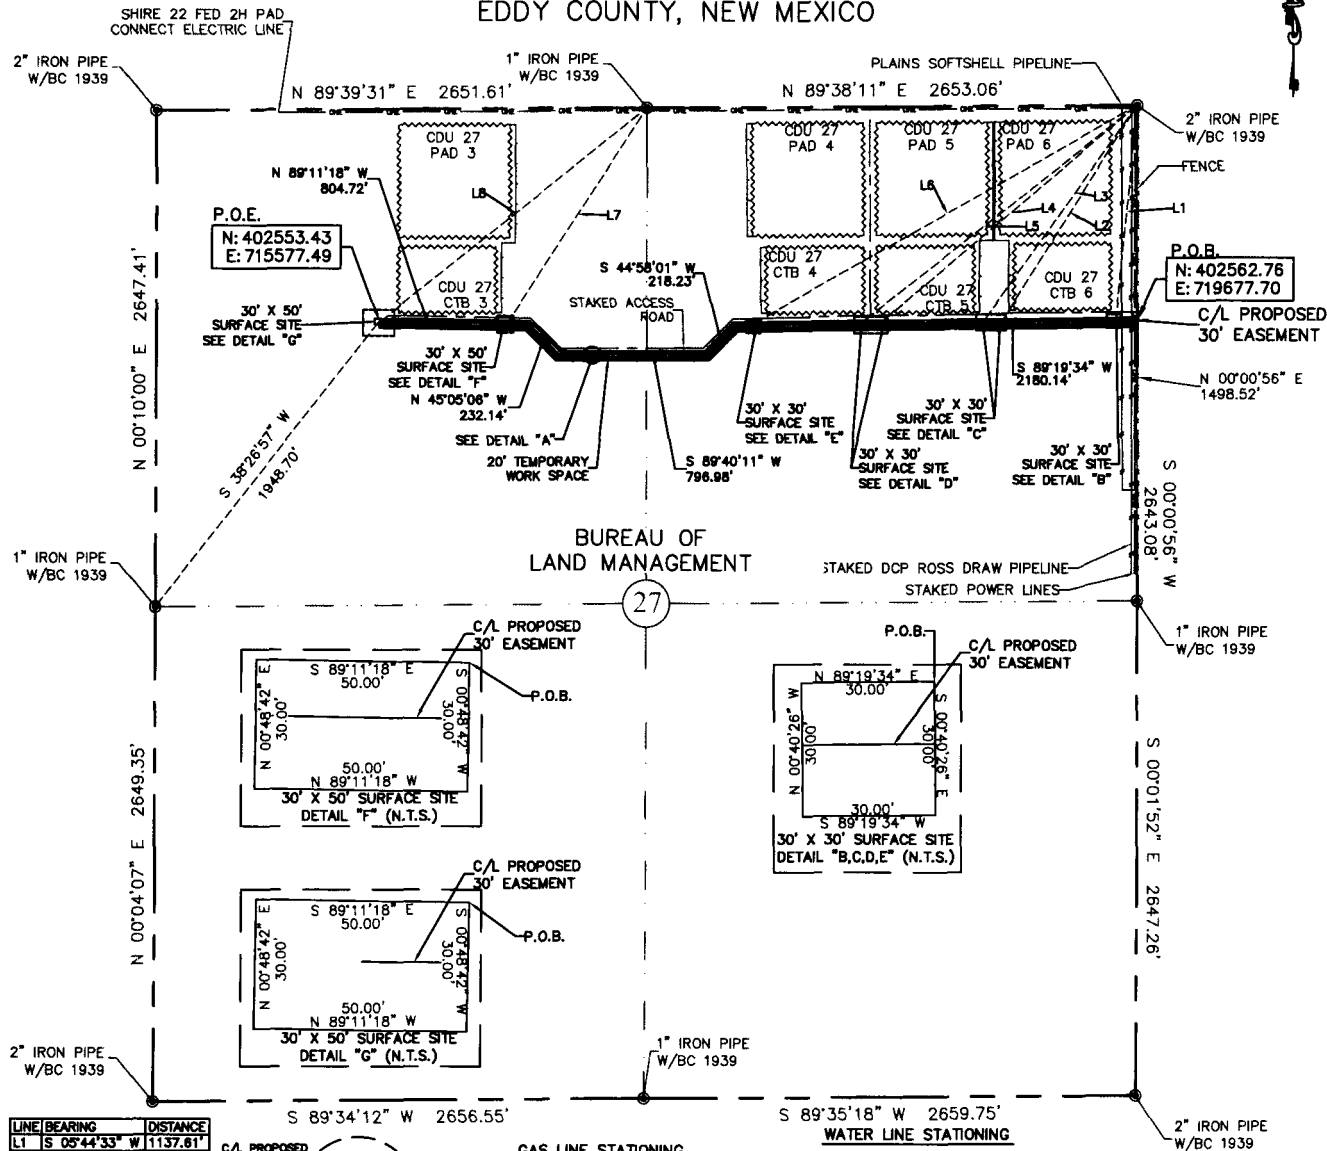 EDDY COUNTY, NEW MEXICO
SHIRE 22 FED 2H PAD
CONNECT ELECTRIC LINE
2" IRON PIPE
W/BC 1939
1" IRON PIPE
W/BC 1939
PLAINS SOFTSHELL PIPELINE
N 89°39'31" E 2651.61'
N 89°38'11" E 2653.06'
2" IRON PIPE
W/BC 1939
FENCE
CDU 27
PAD 3
CDU 27
PAD 4
CDU 27
PAD 5
CDU 27
PAD 6
N 89°11'18" W
804.72'
L8
L7
L6
L4
L5
L3
L2
L1
P.O.E.
N: 402553.43
E: 715577.49
P.O.B.
N: 402562.76
E: 719677.70
C/L PROPOSED
30' EASEMENT
CDU 27
CTB 3
CDU 27
CTB 4
CDU 27
CTB 5
CDU 27
CTB 6
S 44°58'01" W
218.23'
STAKED ACCESS
ROAD
30' X 50'
SURFACE SITE
SEE DETAIL "G"
30' X 50'
SURFACE SITE
SEE DETAIL "F"
N 45°05'06" W
232.14'
SEE DETAIL "A"
20' TEMPORARY
WORK SPACE
S 89°40'11" W
796.98'
30' X 30'
SURFACE SITE
SEE DETAIL "E"
30' X 30'
SURFACE SITE
SEE DETAIL "D"
30' X 30'
SURFACE SITE
SEE DETAIL "C"
S 89°19'34" W
2180.14'
30' X 30'
SURFACE SITE
SEE DETAIL "B"
N 00°00'56" E
1498.52'
N 00°10'00" E 2647.41'
S 38°26'57" W
1948.70'
S 00°00'56" W
2643.08'
BUREAU OF
LAND MANAGEMENT
27
STAKED DCP ROSS DRAW PIPELINE
STAKED POWER LINES
1" IRON PIPE
W/BC 1939
1" IRON PIPE
W/BC 1939
C/L PROPOSED
30' EASEMENT
S 89°11'18" E
50.00'
N 00°48'42" E
30.00'
S 00°48'42" W
30.00'
P.O.B.
50.00'
N 89°11'18" W
30' X 50' SURFACE SITE
DETAIL "F" (N.T.S.)
P.O.B.
C/L PROPOSED
30' EASEMENT
N 89°19'34" E
30.00'
N 00°40'26" W
30.00'
S 00°40'26" E
30.00'
30.00'
S 89°19'34" W
30' X 30' SURFACE SITE
DETAIL "B,C,D,E" (N.T.S.)
C/L PROPOSED
30' EASEMENT
S 89°11'18" E
50.00'
N 00°48'42" E
30.00'
S 00°48'42" W
30.00'
P.O.B.
50.00'
N 89°11'18" W
30' X 50' SURFACE SITE
DETAIL "G" (N.T.S.)
N 00°04'07" E 2649.35'
S 00°01'52" E 2647.26'
2" IRON PIPE
W/BC 1939
1" IRON PIPE
W/BC 1939
2" IRON PIPE
W/BC 1939
S 89°34'12" W 2656.55'
S 89°35'18" W 2659.75'
LINE BEARING DISTANCE
L1 S 05°44'33" W 1137.61'
C/L PROPOSED
GAS LINE STATIONING
WATER LINE STATIONING